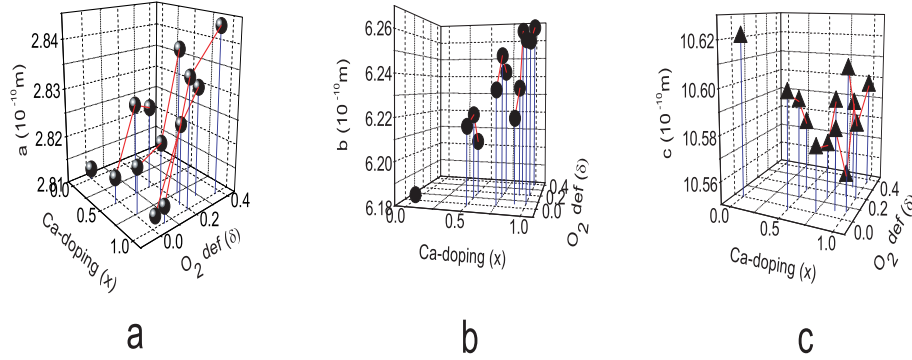 2.84
2.83
2.82
2.81
a (10⁻¹⁰m)
0.0
0.5
1.0
Ca-doping (x)
0.0
0.2
0.4
O₂ def (δ)
a
6.26
6.24
6.22
6.20
6.18
b (10⁻¹⁰m)
0.0
0.5
1.0
Ca-doping (x)
0.0
0.2
0.4
O₂ def (δ)
b
10.62
10.60
10.58
10.56
c (10⁻¹⁰m)
0.0
0.5
1.0
Ca-doping (x)
0.0
0.2
0.4
O₂ def (δ)
c